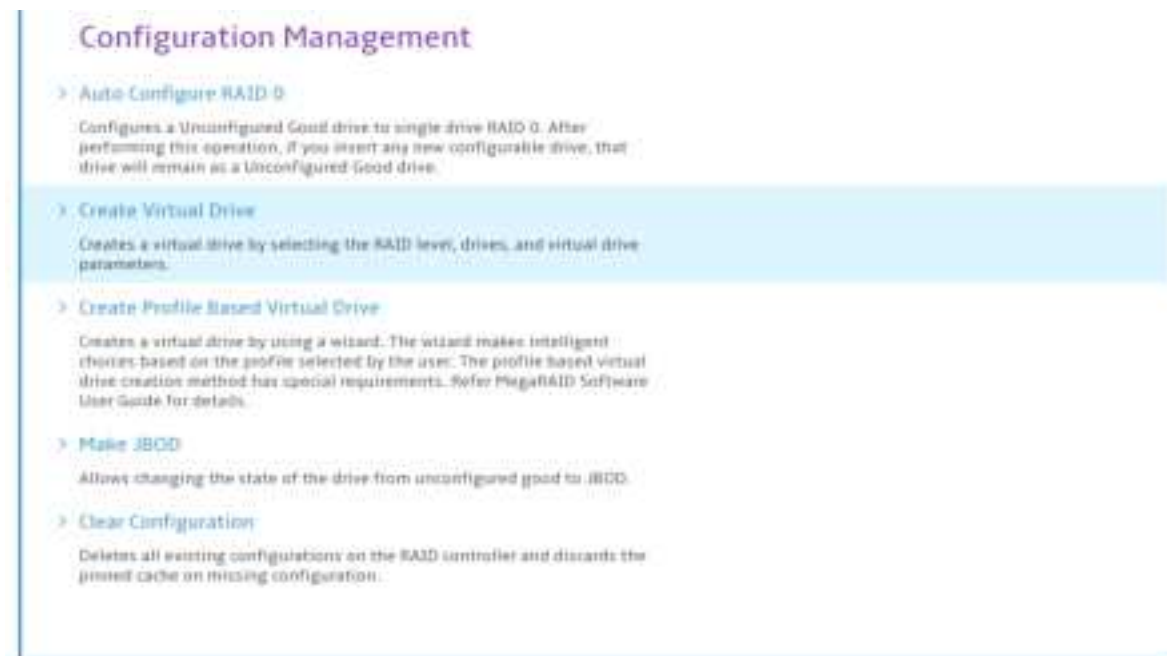 Configuration Management
Auto Configure RAID 0
Configures a Unconfigured Good drive to single drive RAID 0. After
performing this operation, if you insert any new configurable drive, that
drive will remain as a Unconfigured Good drive.
Create Virtual Drive
Creates a virtual drive by selecting the RAID level, drives, and virtual drive
parameters.
Create Profile Based Virtual Drive
Creates a virtual drive by using a wizard. The wizard makes intelligent
choices based on the profile selected by the user. The profile based virtual
drive creation method has special requirements. Refer MegaRAID Software
User Guide for details.
Make JBOD
Allows changing the state of the drive from unconfigured good to JBOD.
Clear Configuration
Deletes all existing configurations on the RAID controller and discards the
pinned cache on missing configuration.